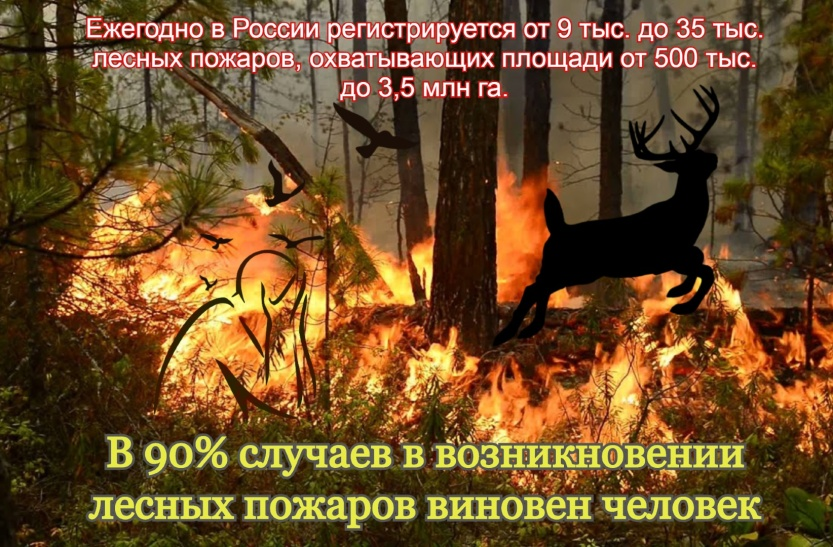 Ежегодно в России регистрируется от 9 тыс. до 35 тыс.
лесных пожаров, охватывающих площади от 500 тыс.
до 3,5 млн га.
В 90% случаев в возникновении
лесных пожаров виновен человек